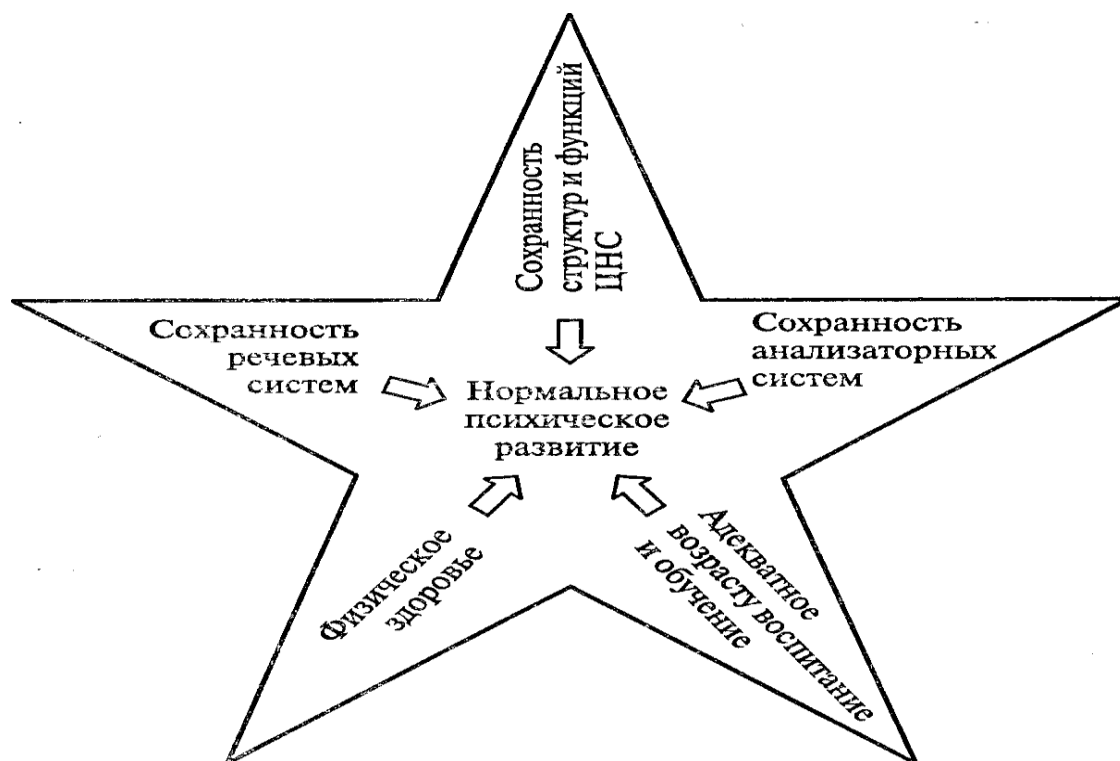 Сохранность
структур и функций
ЦНС
Сохранность
речевых
систем
Сохранность
анализаторных
систем
Нормальное
психическое
развитие
Физическое
здоровье
Адекватное
возрасту воспитание
и обучение